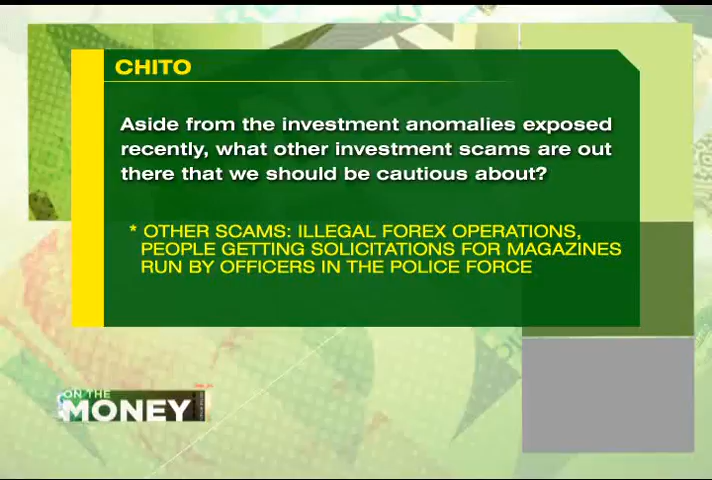 CHITO
Aside from the investment anomalies exposed
recently, what other investment scams are out
there that we should be cautious about?
* OTHER SCAMS: ILLEGAL FOREX OPERATIONS,
PEOPLE GETTING SOLICITATIONS FOR MAGAZINES
RUN BY OFFICERS IN THE POLICE FORCE
ON THE
MONEY